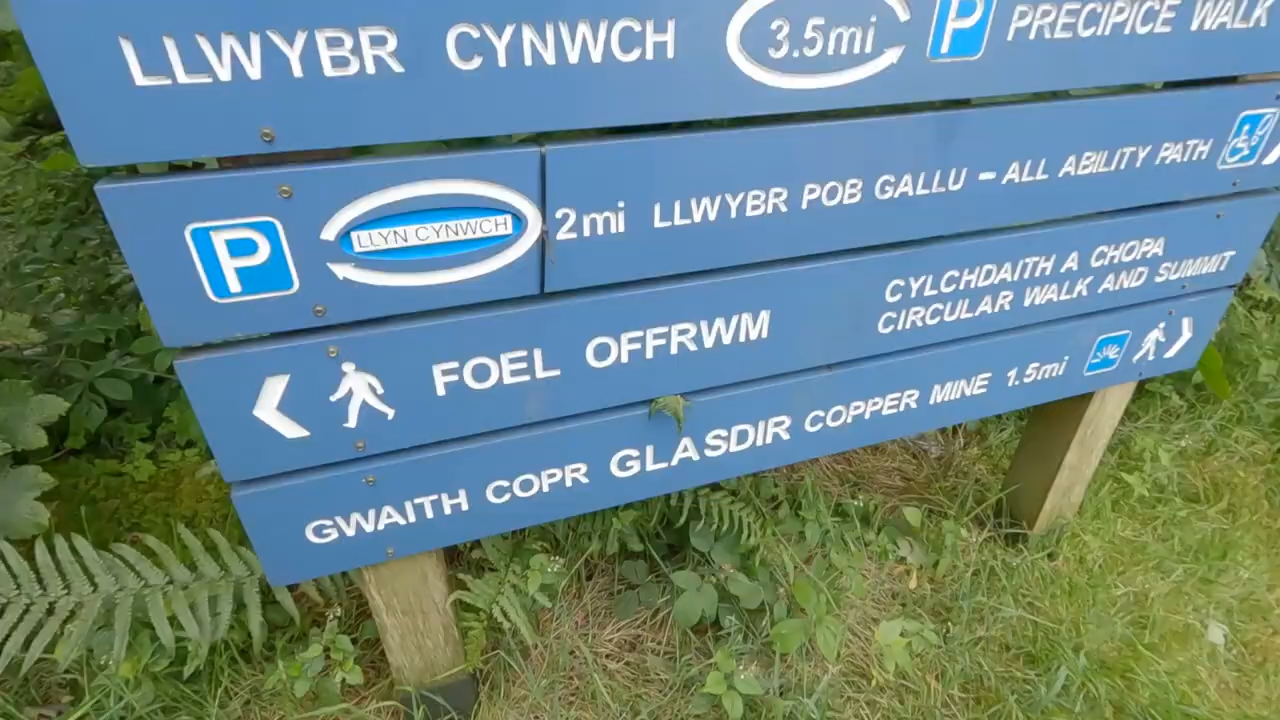 LLWYBR CYNWCH 3.5mi P PRECIPICE WALK
P LLYN CYNWCH 2mi LLWYBR POB GALLU - ALL ABILITY PATH
FOEL OFFRWM
CYLCHDAITH A CHOPA
CIRCULAR WALK AND SUMMIT
GWAITH COPR GLASDIR COPPER MINE 1.5mi